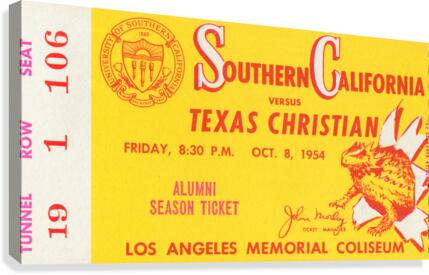 TUNNEL ROW SEAT
19 1 106
UNIVERSITY OF SOUTHERN CALIFORNIA
1880
SOUTHERN CALIFORNIA
VERSUS
TEXAS CHRISTIAN
FRIDAY, 8:30 P.M. OCT. 8, 1954
ALUMNI
SEASON TICKET
John Morley
TICKET MANAGER
LOS ANGELES MEMORIAL COLISEUM